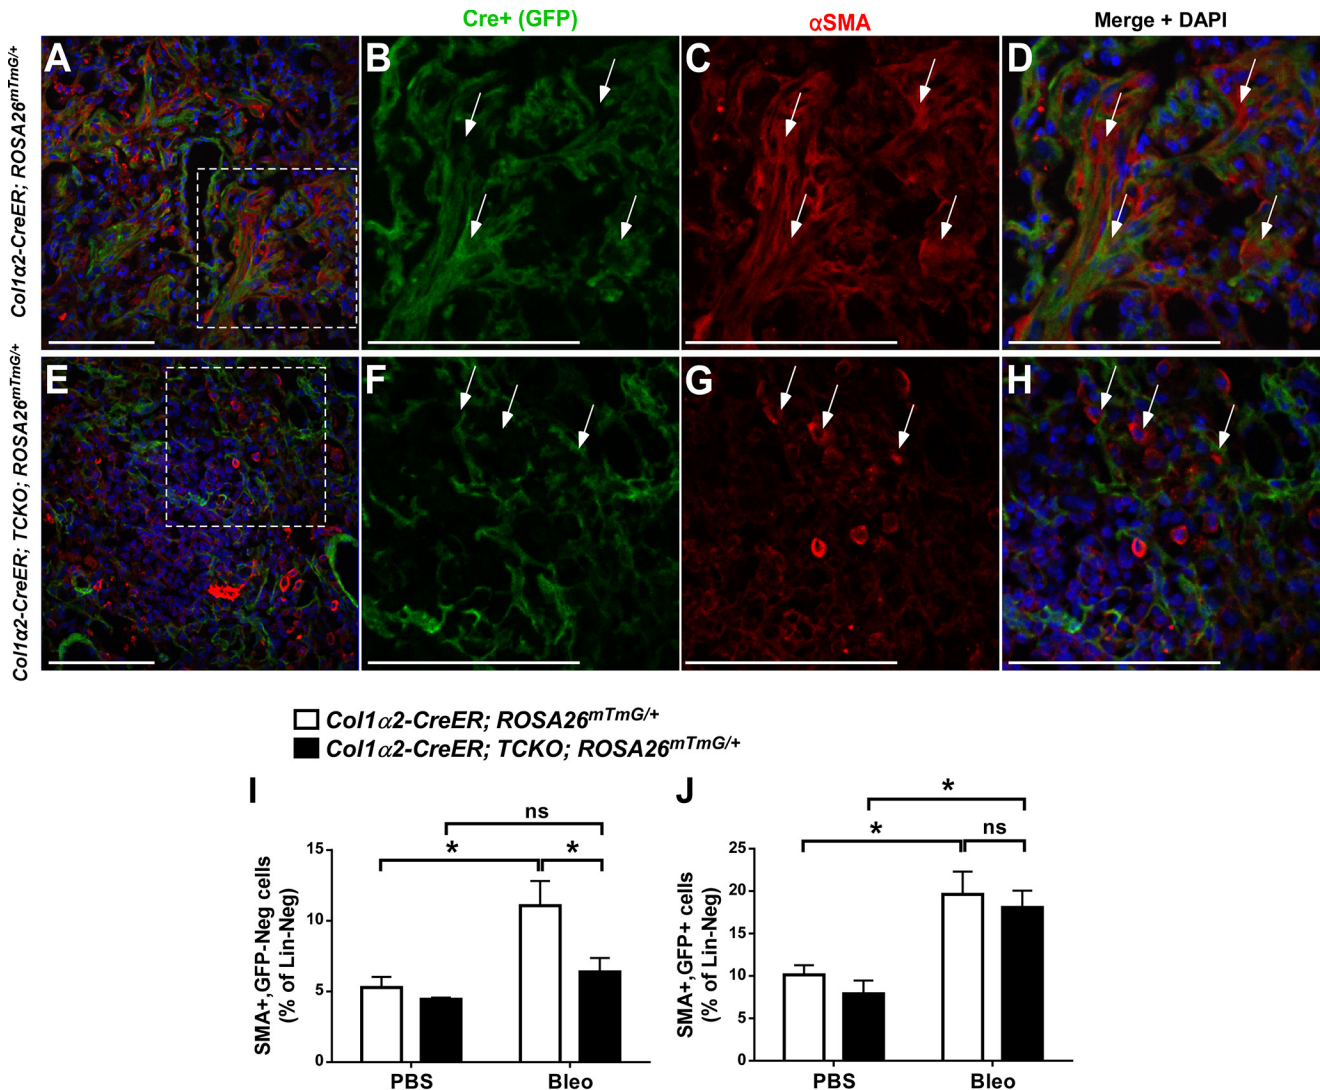 Cre+ (GFP)
αSMA
Merge + DAPI
Col1α2-CreER; ROSA26mTmG/+
A
B
C
D
Col1α2-CreER; TCKO; ROSA26mTmG/+
E
F
G
H
Col1α2-CreER; ROSA26mTmG/+
Col1α2-CreER; TCKO; ROSA26mTmG/+
I
ns
* *
SMA+,GFP-Neg cells
(% of Lin-Neg)
15
10
5
0
PBS Bleo
J
*
* ns
SMA+,GFP+ cells
(% of Lin-Neg)
25
20
15
10
5
0
PBS Bleo